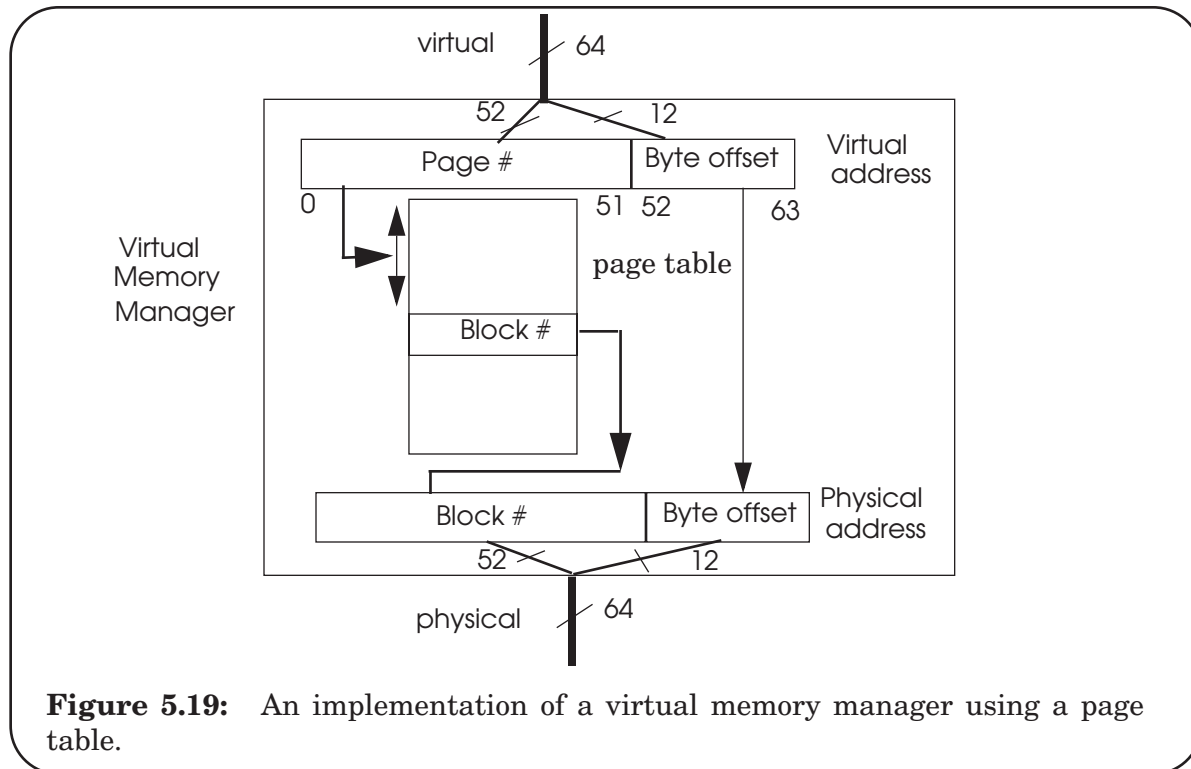 virtual
64
52
12
Page #
Byte offset
Virtual
address
0
51
52
63
Virtual
Memory
Manager
page table
Block #
Block #
Byte offset
Physical
address
52
12
physical
64
Figure 5.19: An implementation of a virtual memory manager using a page
table.